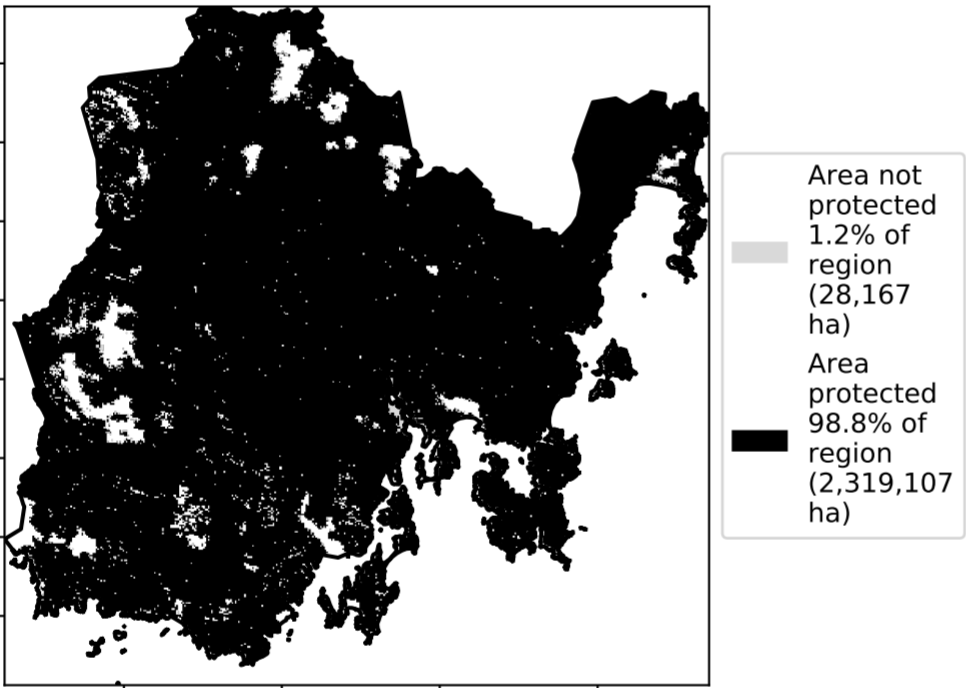 Area not
protected
1.2% of
region
(28,167
ha)
Area
protected
98.8% of
region
(2,319,107
ha)